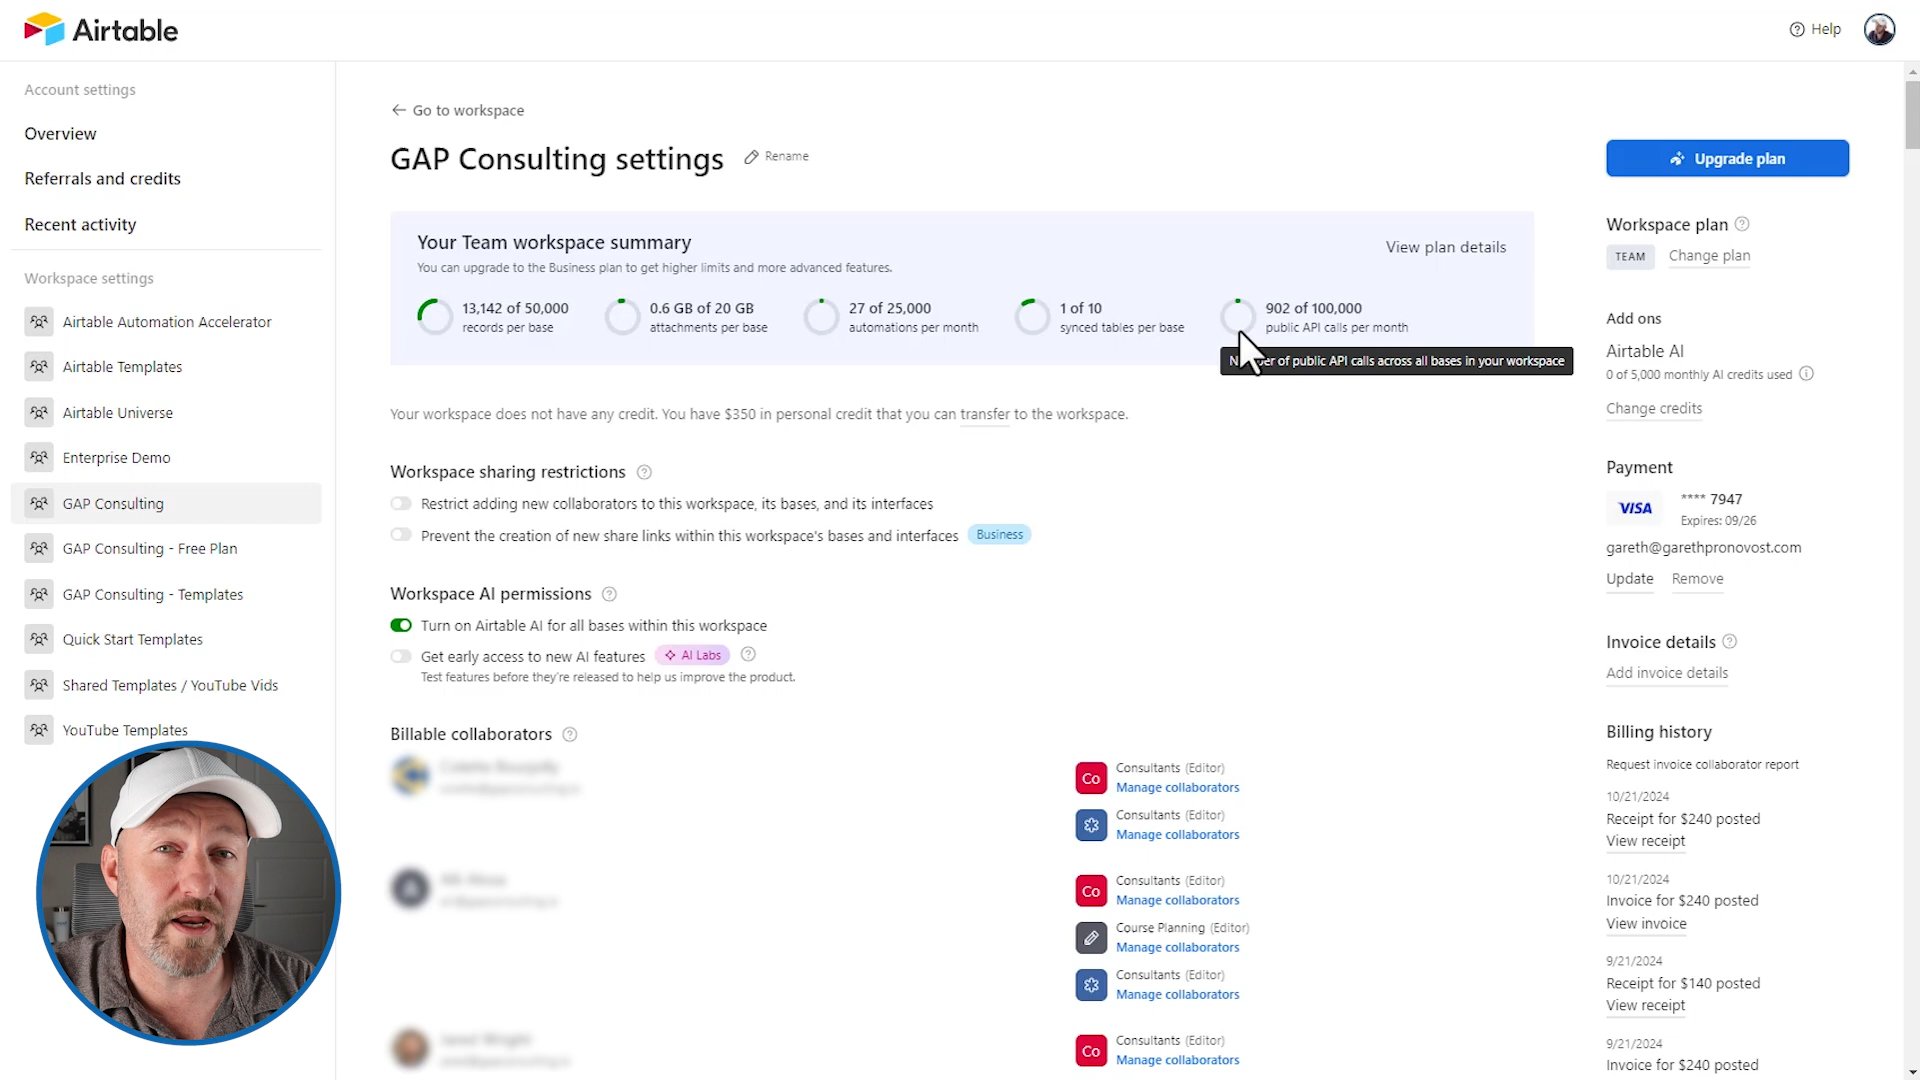 Airtable
Help
Account settings
Overview
Referrals and credits
Recent activity
Workspace settings
Airtable Automation Accelerator
Airtable Templates
Airtable Universe
Enterprise Demo
GAP Consulting
GAP Consulting - Free Plan
GAP Consulting - Templates
Quick Start Templates
Shared Templates / YouTube Vids
YouTube Templates
Go to workspace
GAP Consulting settings
Rename
Your Team workspace summary
View plan details
You can upgrade to the Business plan to get higher limits and more advanced features.
13,142 of 50,000
records per base
0.6 GB of 20 GB
attachments per base
27 of 25,000
automations per month
1 of 10
synced tables per base
902 of 100,000
public API calls per month
of public API calls across all bases in your workspace
Your workspace does not have any credit. You have $350 in personal credit that you can transfer to the workspace.
Workspace sharing restrictions
Restrict adding new collaborators to this workspace, its bases, and its interfaces
Prevent the creation of new share links within this workspace's bases and interfaces Business
Workspace AI permissions
Turn on Airtable AI for all bases within this workspace
Get early access to new AI features AI Labs
Test features before they're released to help us improve the product.
Billable collaborators
Co
Consultants (Editor)
Manage collaborators
Consultants (Editor)
Manage collaborators
Co
Consultants (Editor)
Manage collaborators
Course Planning (Editor)
Manage collaborators
Consultants (Editor)
Manage collaborators
Co
Consultants (Editor)
Manage collaborators
Upgrade plan
Workspace plan
TEAM Change plan
Add ons
Airtable AI
0 of 5,000 monthly AI credits used
Change credits
Payment
VISA
**** 7947
Expires: 09/26
gareth@garethpronovost.com
Update Remove
Invoice details
Add invoice details
Billing history
Request invoice collaborator report
10/21/2024
Receipt for $240 posted
View receipt
10/21/2024
Invoice for $240 posted
View invoice
9/21/2024
Receipt for $140 posted
View receipt
9/21/2024
Invoice for $240 posted